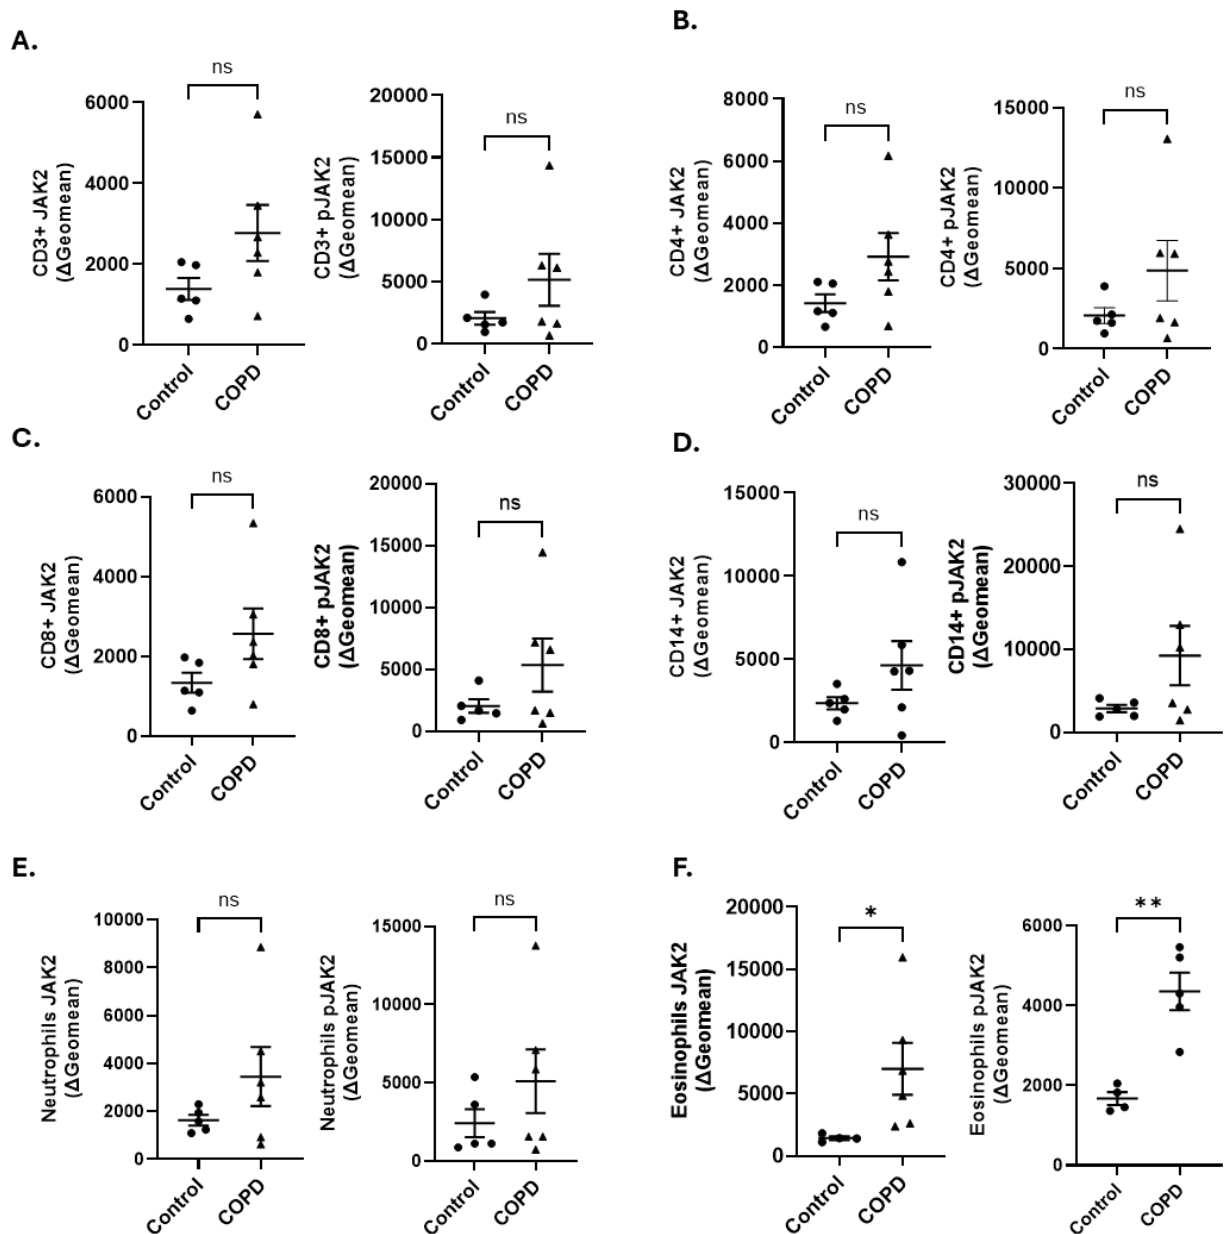 A.
ns
CD3+ JAK2
(ΔGeomean)
6000
4000
2000
0
Control
COPD
ns
CD3+ pJAK2
(ΔGeomean)
20000
15000
10000
5000
0
Control
COPD
B.
ns
CD4+ JAK2
(ΔGeomean)
8000
6000
4000
2000
0
Control
COPD
ns
CD4+ pJAK2
(ΔGeomean)
15000
10000
5000
0
Control
COPD
C.
ns
CD8+ JAK2
(ΔGeomean)
6000
4000
2000
0
Control
COPD
ns
CD8+ pJAK2
(ΔGeomean)
20000
15000
10000
5000
0
Control
COPD
D.
ns
CD14+ JAK2
(ΔGeomean)
15000
10000
5000
0
Control
COPD
ns
CD14+ pJAK2
(ΔGeomean)
30000
20000
10000
0
Control
COPD
E.
ns
Neutrophils JAK2
(ΔGeomean)
10000
8000
6000
4000
2000
0
Control
COPD
ns
Neutrophils pJAK2
(ΔGeomean)
15000
10000
5000
0
Control
COPD
F.
*
Eosinophils JAK2
(ΔGeomean)
20000
15000
10000
5000
0
Control
COPD
**
Eosinophils pJAK2
(ΔGeomean)
6000
4000
2000
0
Control
COPD